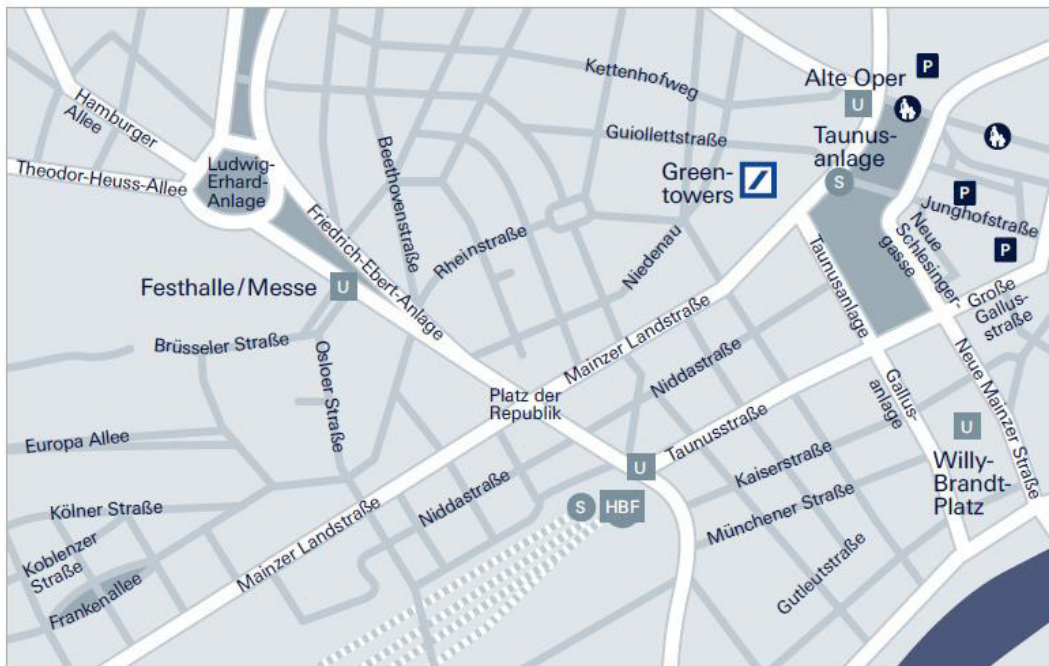 Kettenhofweg
Alte Oper
P
U
Hamburger
Allee
Guiollettstraße
Taunus-
anlage
S
Theodor-Heuss-Allee
Ludwig-
Erhard-
Anlage
Beethovenstraße
Green-
towers
P
Junghofstraße
P
Neue
Schlesinger-
gasse
Friedrich-Ebert-Anlage
Rheinstraße
Niedenau
Taunusanlage
Festhalle/Messe
U
Große
Gallus-
straße
Brüsseler Straße
Osloer Straße
Mainzer Landstraße
Niddastraße
Neue Mainzer Straße
Gallus-
anlage
Platz der
Republik
Taunusstraße
U
Europa Allee
U
Willy-
Brandt-
Platz
Kaiserstraße
Kölner Straße
Niddastraße
S
HBF
Münchener Straße
Koblenzer
Straße
Mainzer Landstraße
Frankenallee
Gutleutstraße